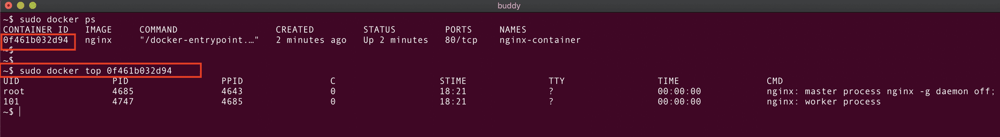 buddy
~$ sudo docker ps
CONTAINER ID IMAGE COMMAND CREATED STATUS PORTS NAMES
0f461b032d94 nginx "/docker-entrypoint.…" 2 minutes ago Up 2 minutes 80/tcp nginx-container
~$
~$
~$ sudo docker top 0f461b032d94
UID PID PPID C STIME TTY TIME CMD
root 4685 4643 0 18:21 ? 00:00:00 nginx: master process nginx -g daemon off;
101 4747 4685 0 18:21 ? 00:00:00 nginx: worker process
~$